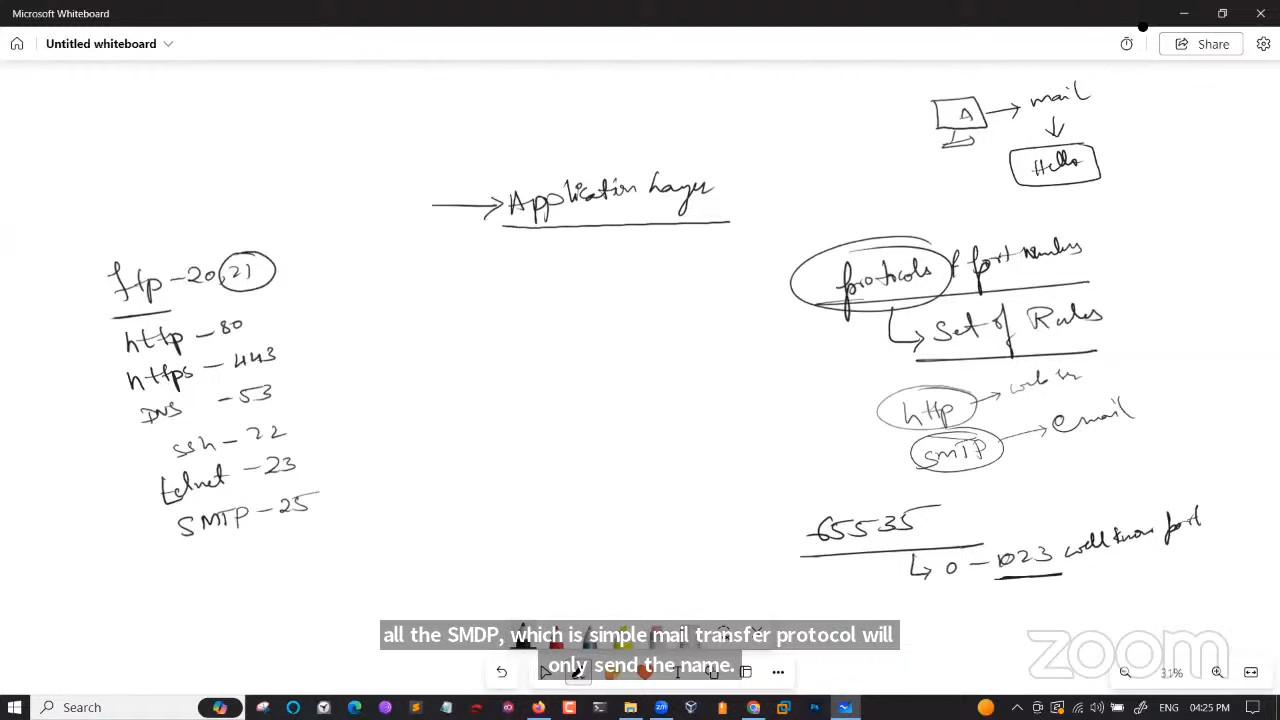 Microsoft Whiteboard
Untitled whiteboard
Share
A → mail
Hello
→ Application Layer
protocols + port numbers
Set of Rules
http →
SMTP → email
65535
↳ 0 - 1023 well know port
ftp - 20, 21
http - 80
https - 443
DNS - 53
ssh - 22
telnet - 23
SMTP - 25
all the SMDP, which is simple mail transfer protocol will
only send the name.
zoom
31%
Search
ENG
04:25 PM